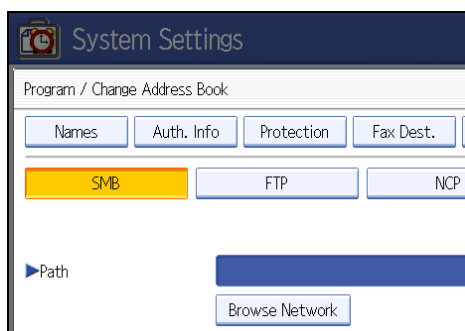 System Settings
Program / Change Address Book
Names Auth. Info Protection Fax Dest.
SMB FTP NCP
▶Path
Browse Network